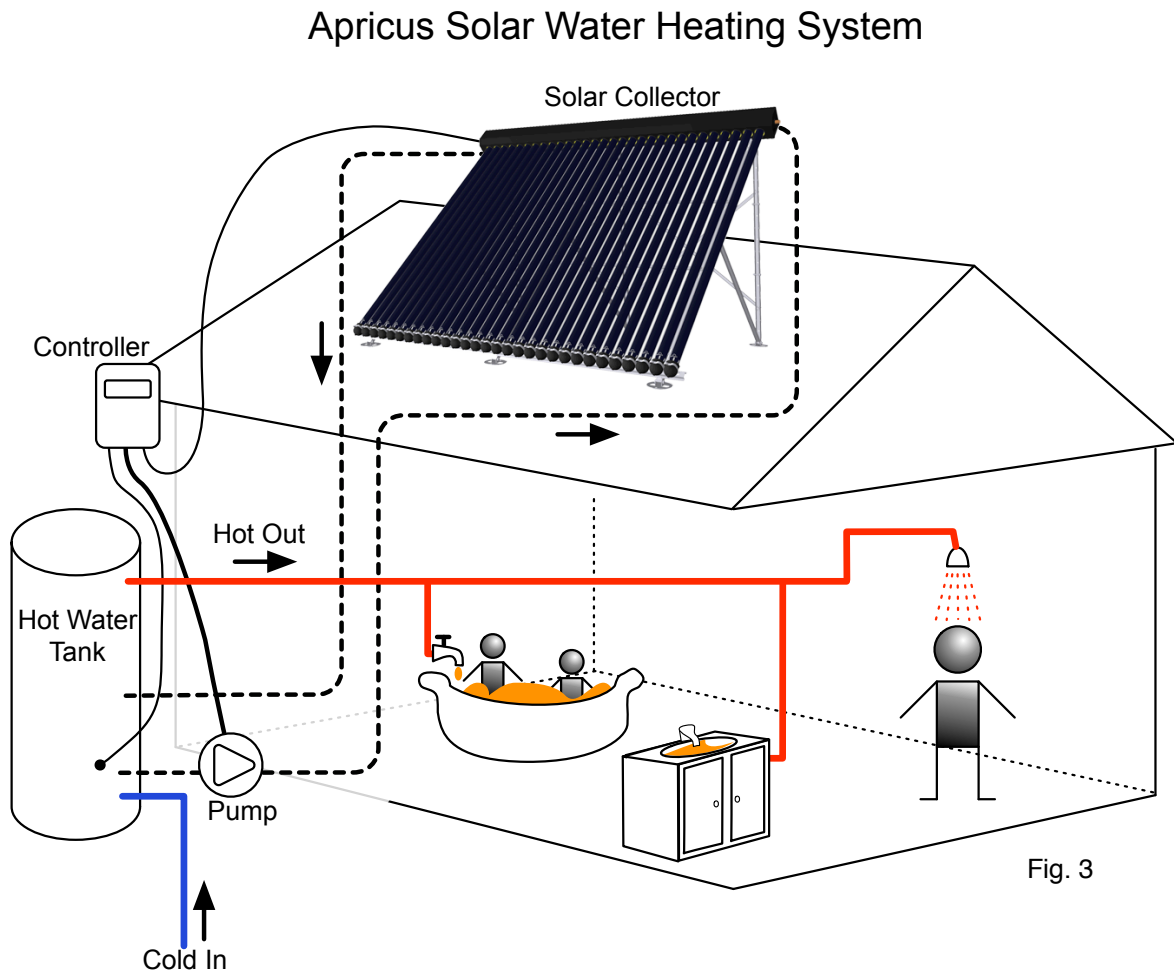 Apricus Solar Water Heating System
Solar Collector
Controller
Hot Out
Hot Water
Tank
Pump
Fig. 3
Cold In